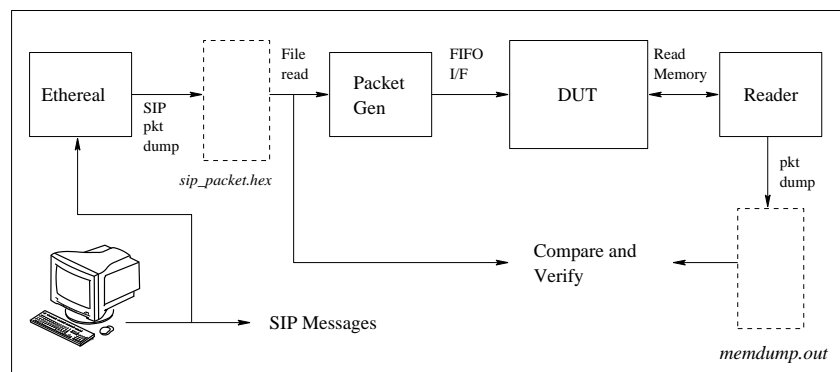 Ethereal
SIP
pkt
dump
sip_packet.hex
File
read
Packet
Gen
FIFO
I/F
DUT
Read
Memory
Reader
pkt
dump
Compare and
Verify
SIP Messages
memdump.out